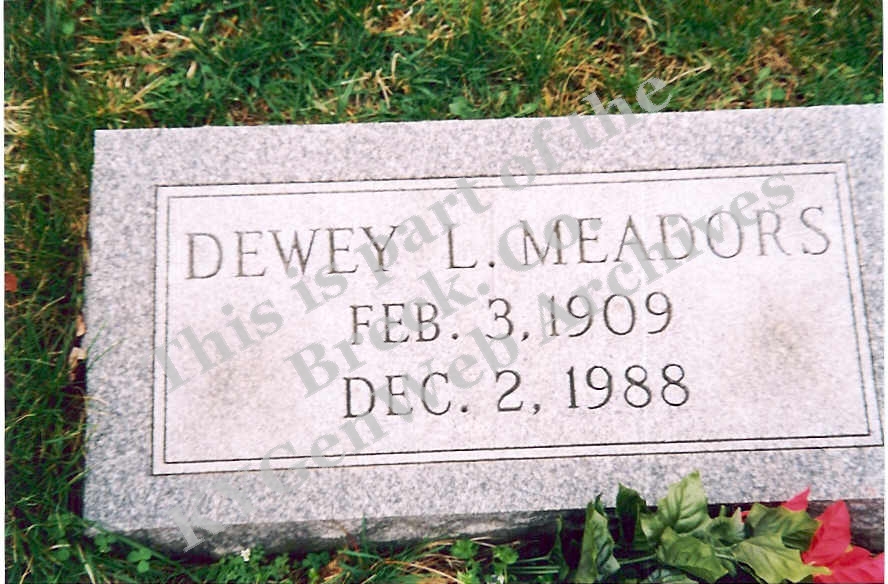 DEWEY L. MEADORS
FEB. 3, 1909
DEC. 2, 1988
This is part of the
Breck. Co.
KYGenWeb Archives